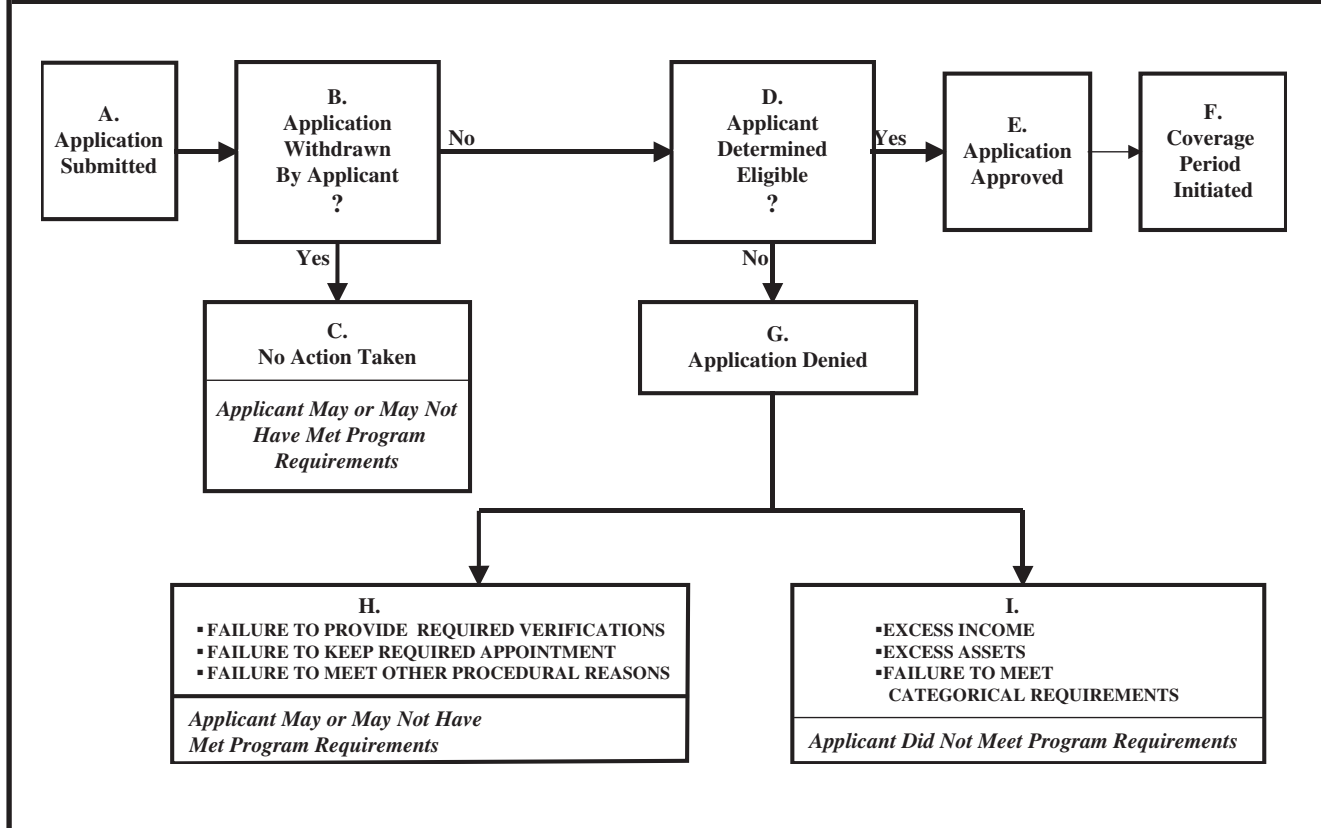 A.
Application
Submitted
B.
Application
Withdrawn
By Applicant
?
No
Yes
C.
No Action Taken
Applicant May or May Not
Have Met Program
Requirements
D.
Applicant
Determined
Eligible
?
Yes
No
E.
Application
Approved
F.
Coverage
Period
Initiated
G.
Application Denied
H.
▪ FAILURE TO PROVIDE REQUIRED VERIFICATIONS
▪ FAILURE TO KEEP REQUIRED APPOINTMENT
▪ FAILURE TO MEET OTHER PROCEDURAL REASONS
Applicant May or May Not Have
Met Program Requirements
I.
▪EXCESS INCOME
▪EXCESS ASSETS
▪FAILURE TO MEET
CATEGORICAL REQUIREMENTS
Applicant Did Not Meet Program Requirements